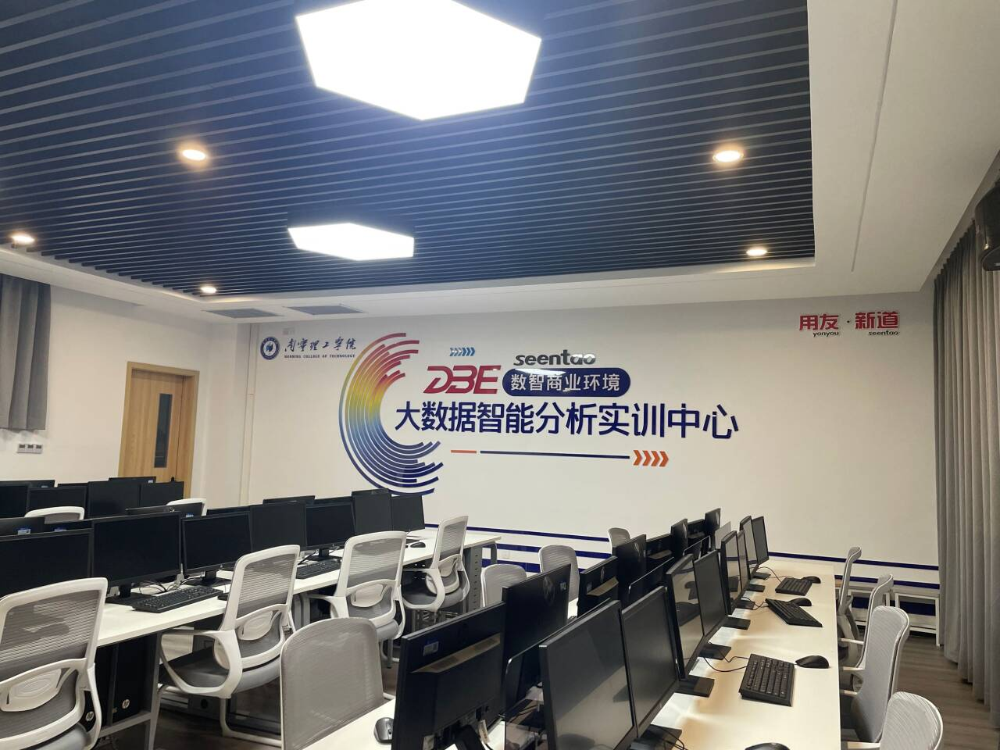 南宁理工学院
NANNING COLLEGE OF TECHNOLOGY
用友·新道
yonyou seentao
seentao
DBE 数智商业环境
大数据智能分析实训中心